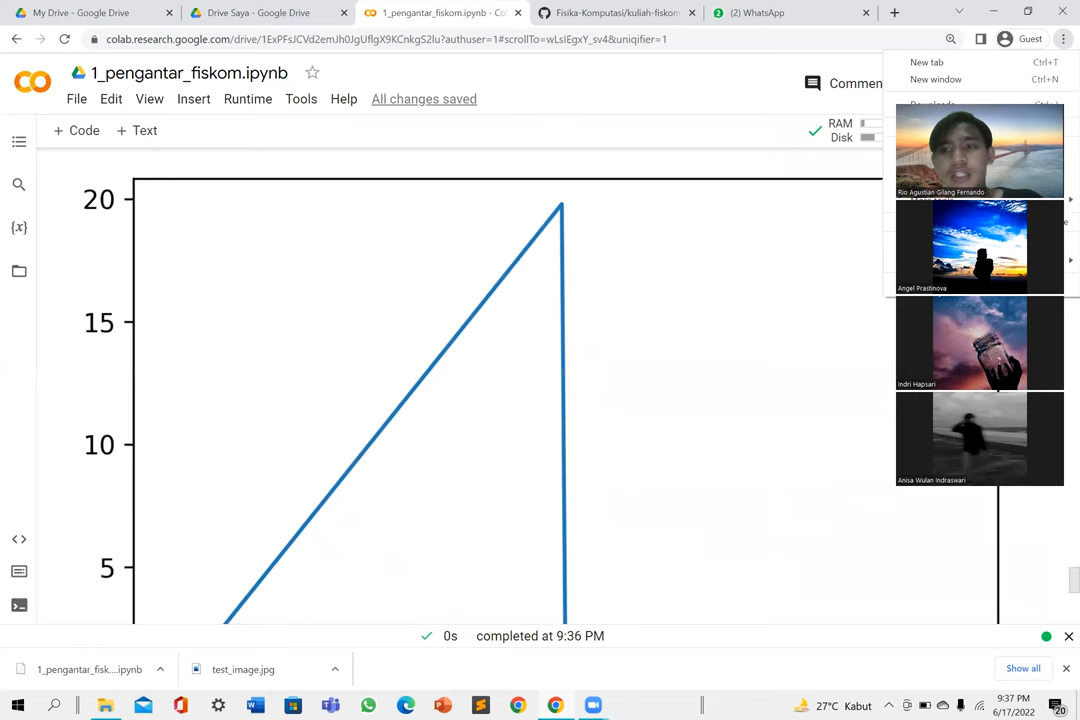 My Drive - Google Drive
Drive Saya - Google Drive
1_pengantar_fiskom.ipynb - Co
Fisika-Komputasi/kuliah-fiskom
(2) WhatsApp
colab.research.google.com/drive/1ExPFsJCVd2emJh0JgUflgX9KCnkgS2lu?authuser=1#scrollTo=wLsIEgxY_sv4&uniqifier=1
Guest
New tab Ctrl+T
New window Ctrl+N
1_pengantar_fiskom.ipynb
Commen
File Edit View Insert Runtime Tools Help All changes saved
+ Code + Text
RAM
Disk
Rio Agustian Gilang Fernando
Angel Prastinova
Indri Hapsari
Anisa Wulan Indraswari
{x}
20
15
10
5
0s completed at 9:36 PM
1_pengantar_fisk....ipynb
test_image.jpg
Show all
27°C Kabut
9:37 PM
6/17/2022
20